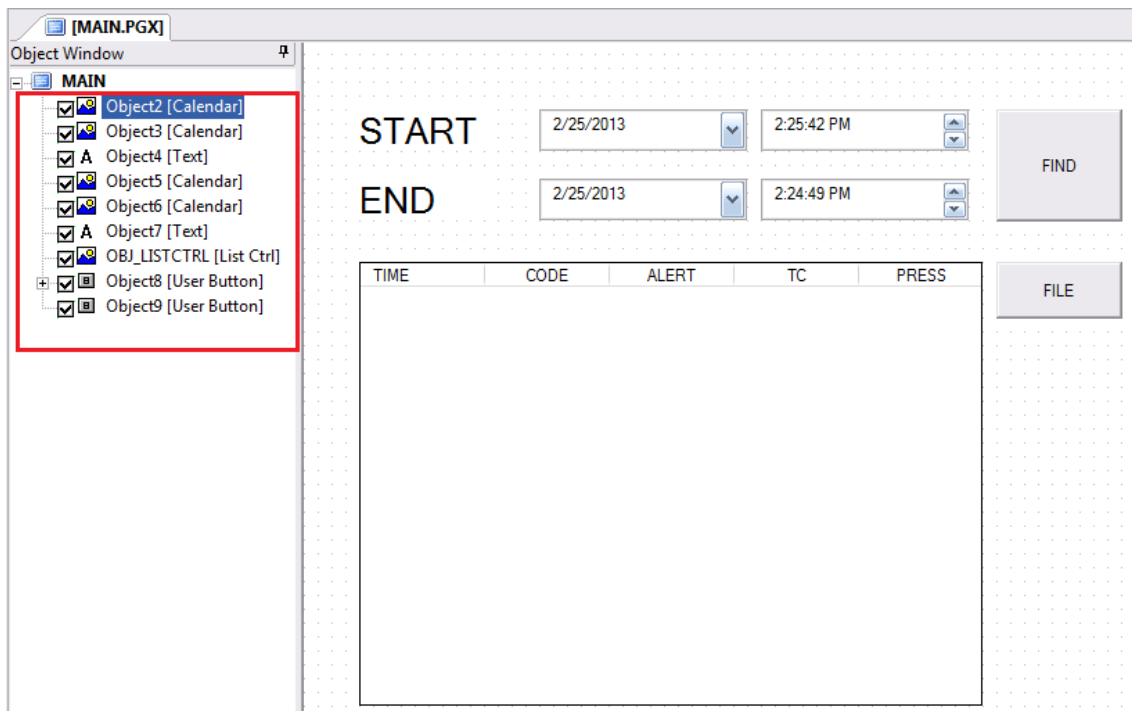 [MAIN.PGX]
Object Window
MAIN
Object2 [Calendar]
Object3 [Calendar]
A Object4 [Text]
Object5 [Calendar]
Object6 [Calendar]
A Object7 [Text]
OBJ_LISTCTRL [List Ctrl]
B Object8 [User Button]
B Object9 [User Button]
START 2/25/2013 2:25:42 PM
END 2/25/2013 2:24:49 PM
FIND
TIME CODE ALERT TC PRESS
FILE